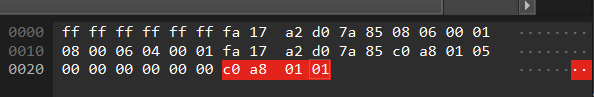 0000 ff ff ff ff ff ff fa 17 a2 d0 7a 85 08 06 00 01 ········
0010 08 00 06 04 00 01 fa 17 a2 d0 7a 85 c0 a8 01 05 ········
0020 00 00 00 00 00 00 c0 a8 01 01 ··